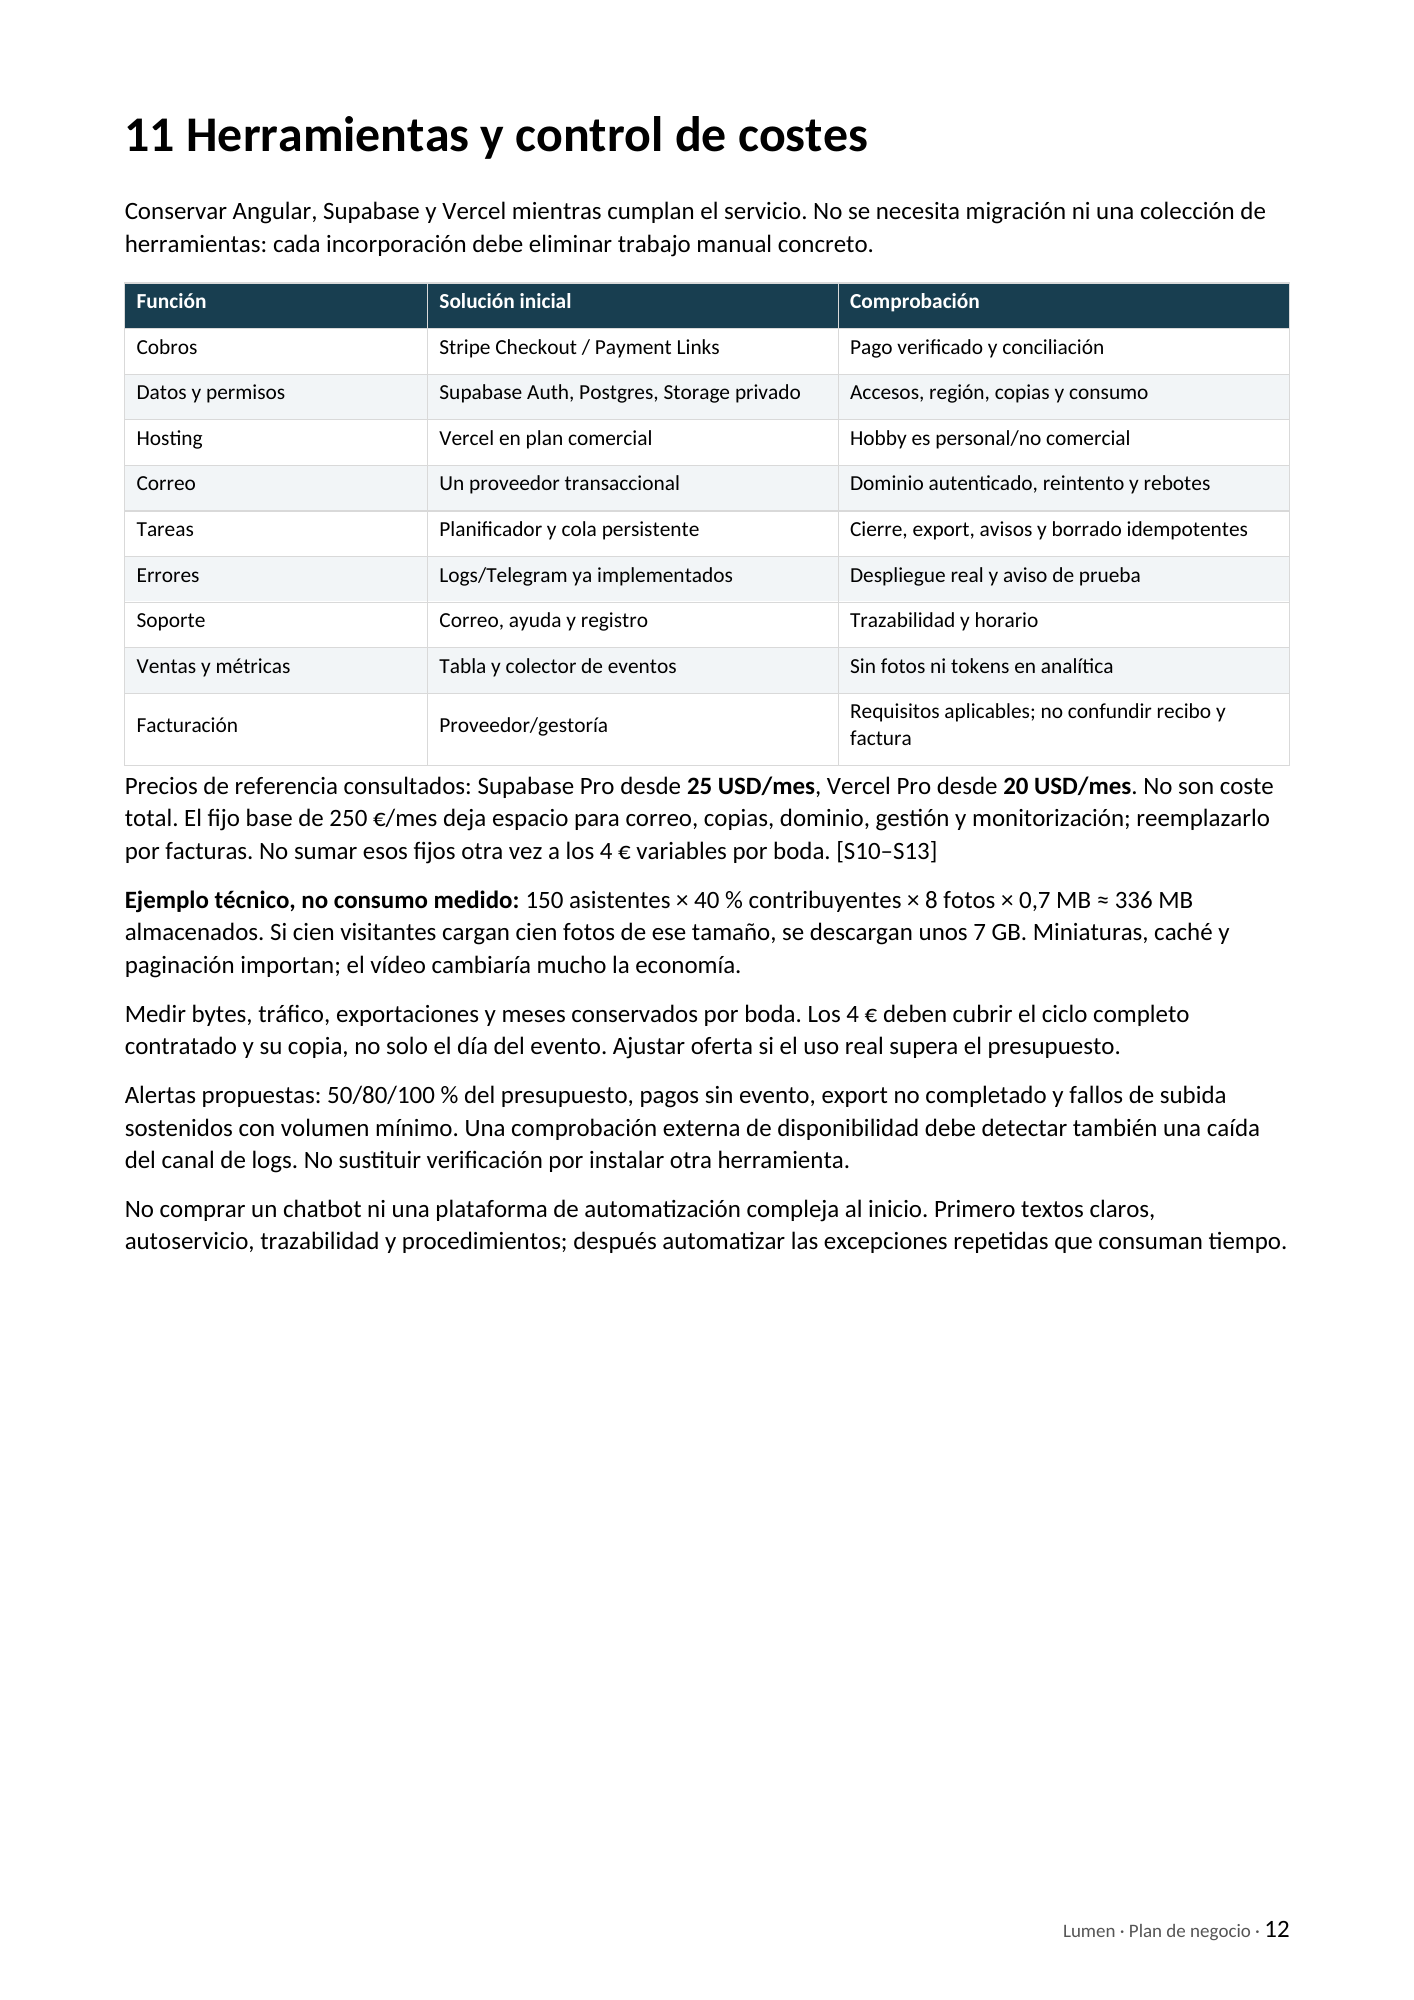 11 Herramientas y control de costes
Conservar Angular, Supabase y Vercel mientras cumplan el servicio. No se necesita migración ni una colección de
herramientas: cada incorporación debe eliminar trabajo manual concreto.
Función Solución inicial Comprobación
Cobros Stripe Checkout / Payment Links Pago verificado y conciliación
Datos y permisos Supabase Auth, Postgres, Storage privado Accesos, región, copias y consumo
Hosting Vercel en plan comercial Hobby es personal/no comercial
Correo Un proveedor transaccional Dominio autenticado, reintento y rebotes
Tareas Planificador y cola persistente Cierre, export, avisos y borrado idempotentes
Errores Logs/Telegram ya implementados Despliegue real y aviso de prueba
Soporte Correo, ayuda y registro Trazabilidad y horario
Ventas y métricas Tabla y colector de eventos Sin fotos ni tokens en analítica
Facturación Proveedor/gestoría Requisitos aplicables; no confundir recibo y
factura
Precios de referencia consultados: Supabase Pro desde 25 USD/mes, Vercel Pro desde 20 USD/mes. No son coste
total. El fijo base de 250 €/mes deja espacio para correo, copias, dominio, gestión y monitorización; reemplazarlo
por facturas. No sumar esos fijos otra vez a los 4 € variables por boda. [S10–S13]
Ejemplo técnico, no consumo medido: 150 asistentes × 40 % contribuyentes × 8 fotos × 0,7 MB ≈ 336 MB
almacenados. Si cien visitantes cargan cien fotos de ese tamaño, se descargan unos 7 GB. Miniaturas, caché y
paginación importan; el vídeo cambiaría mucho la economía.
Medir bytes, tráfico, exportaciones y meses conservados por boda. Los 4 € deben cubrir el ciclo completo
contratado y su copia, no solo el día del evento. Ajustar oferta si el uso real supera el presupuesto.
Alertas propuestas: 50/80/100 % del presupuesto, pagos sin evento, export no completado y fallos de subida
sostenidos con volumen mínimo. Una comprobación externa de disponibilidad debe detectar también una caída
del canal de logs. No sustituir verificación por instalar otra herramienta.
No comprar un chatbot ni una plataforma de automatización compleja al inicio. Primero textos claros,
autoservicio, trazabilidad y procedimientos; después automatizar las excepciones repetidas que consuman tiempo.
Lumen · Plan de negocio · 12